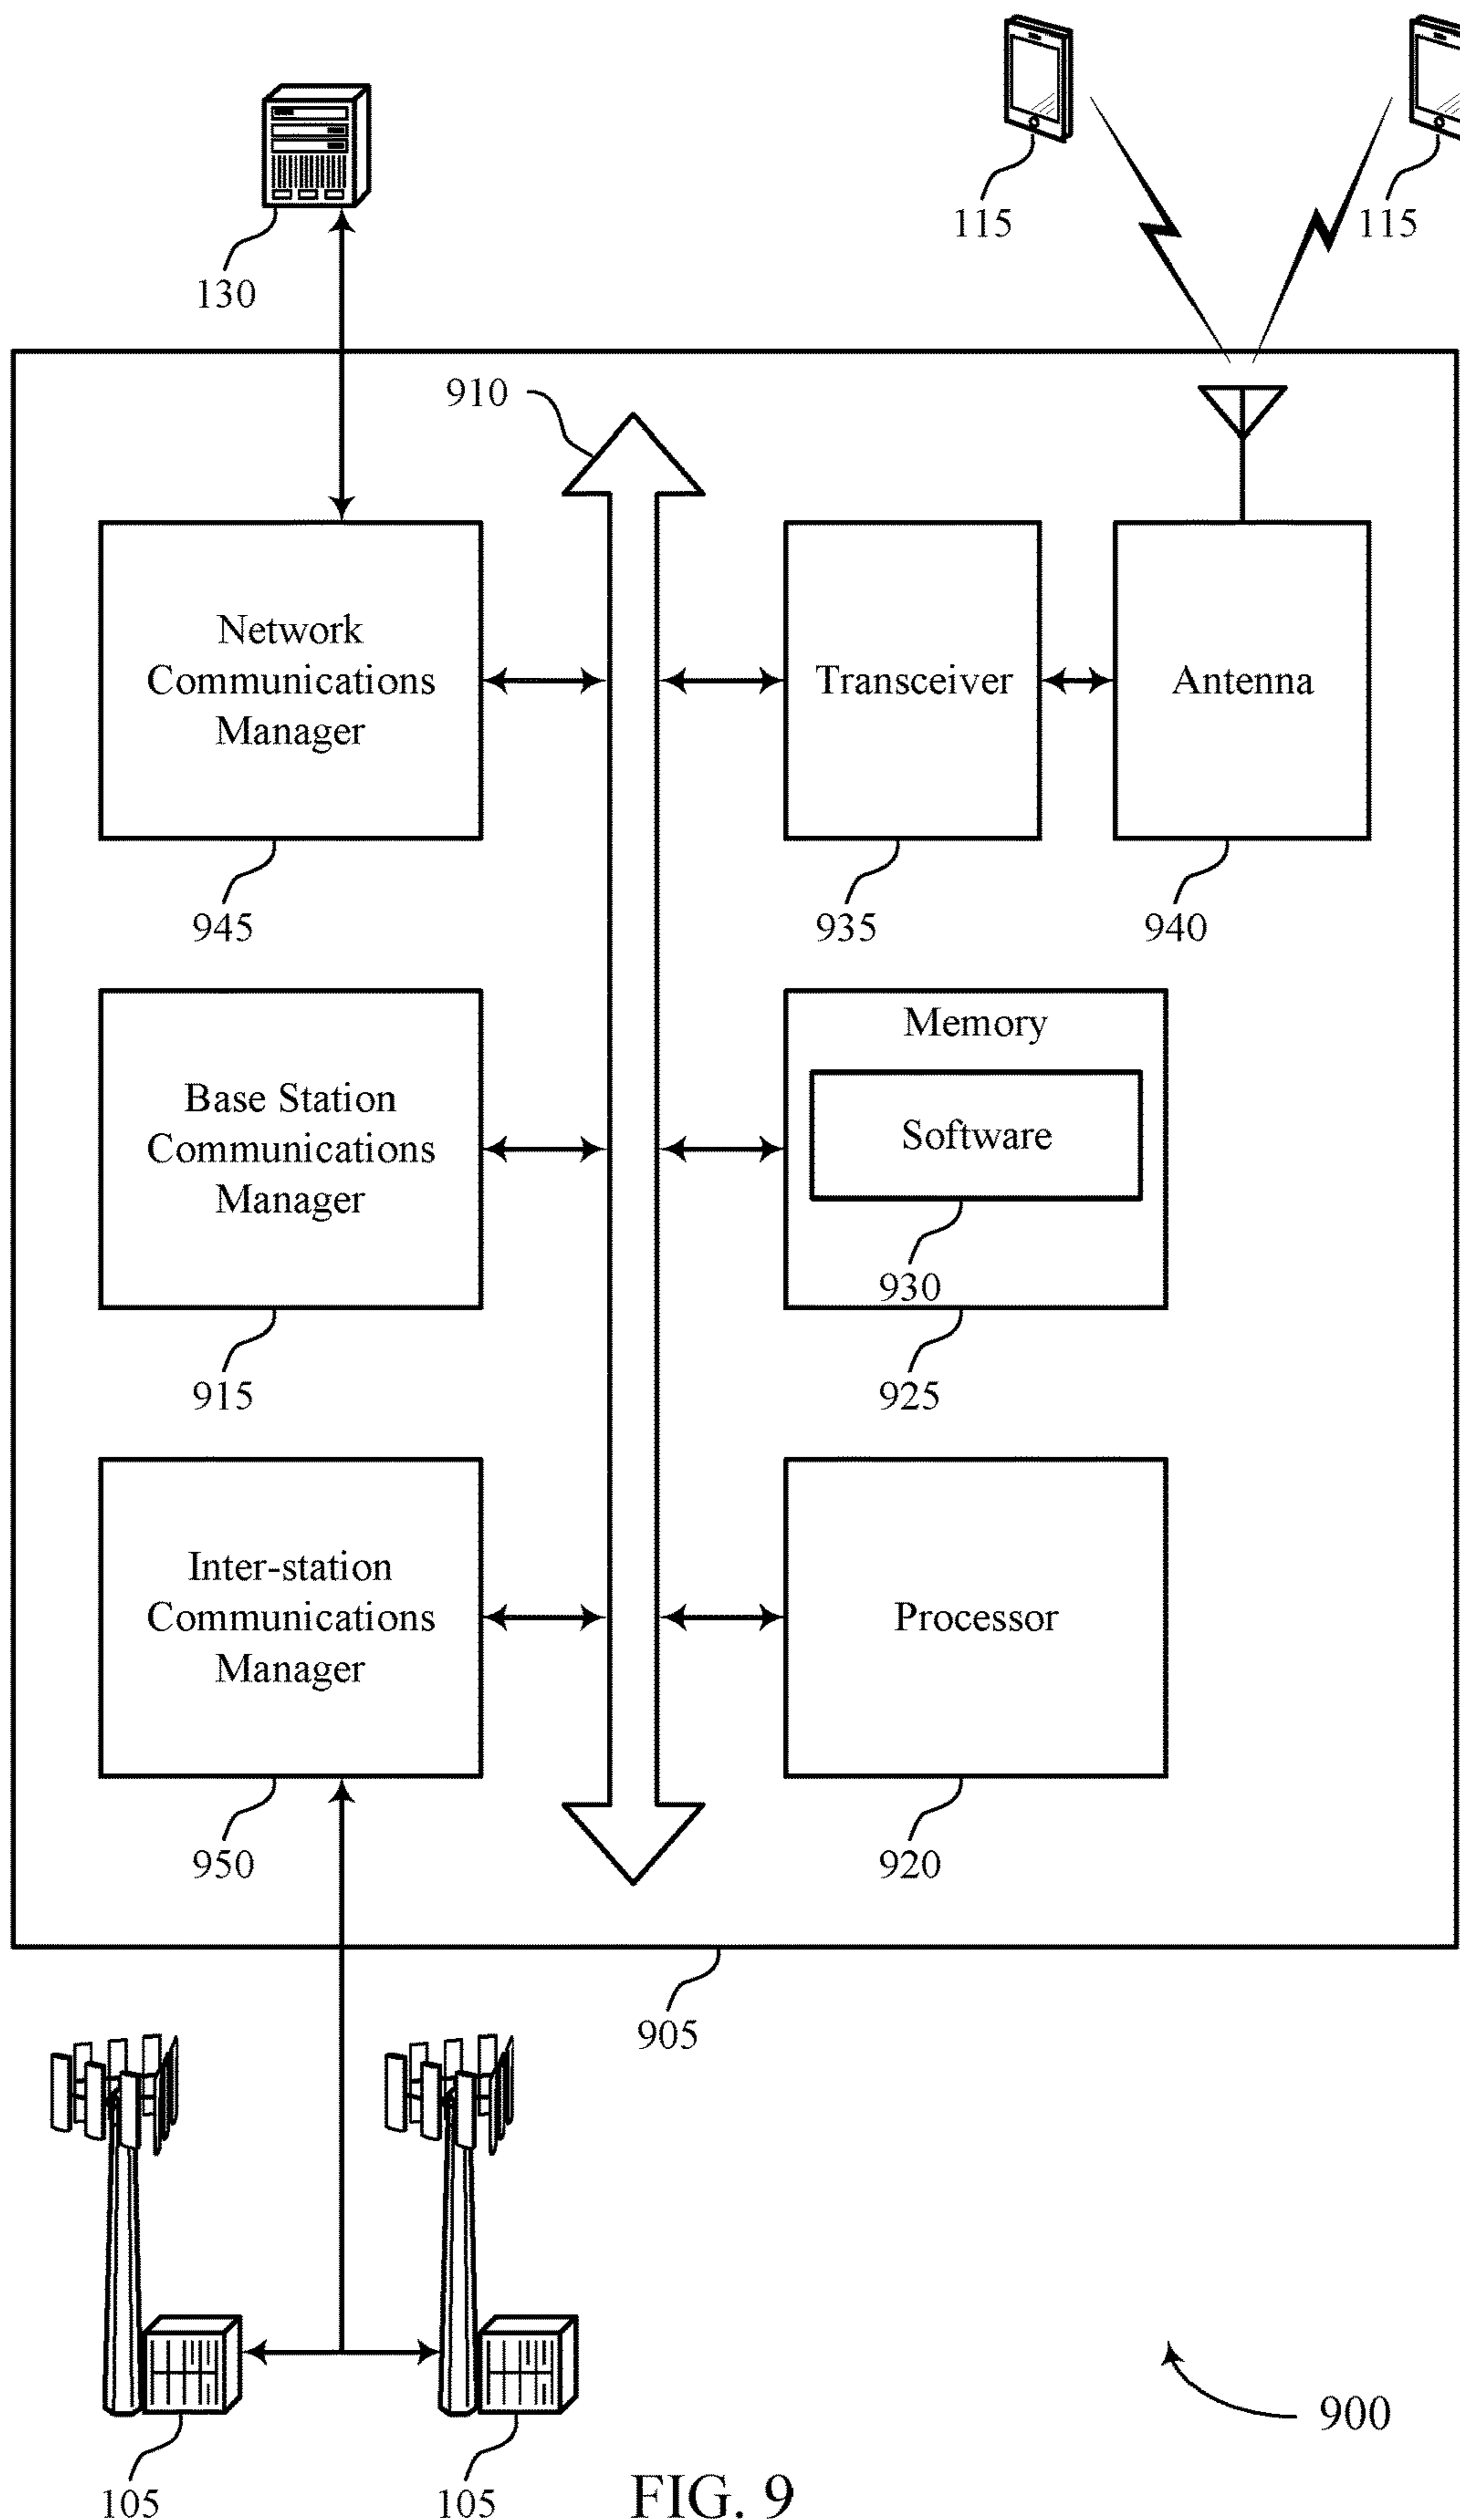 115
115
130
910
Network
Communications
Manager
Transceiver
Antenna
945
935
940
Memory
Base Station
Communications
Manager
Software
930
915
925
Inter-station
Communications
Manager
Processor
950
920
905
900
105
105
FIG. 9